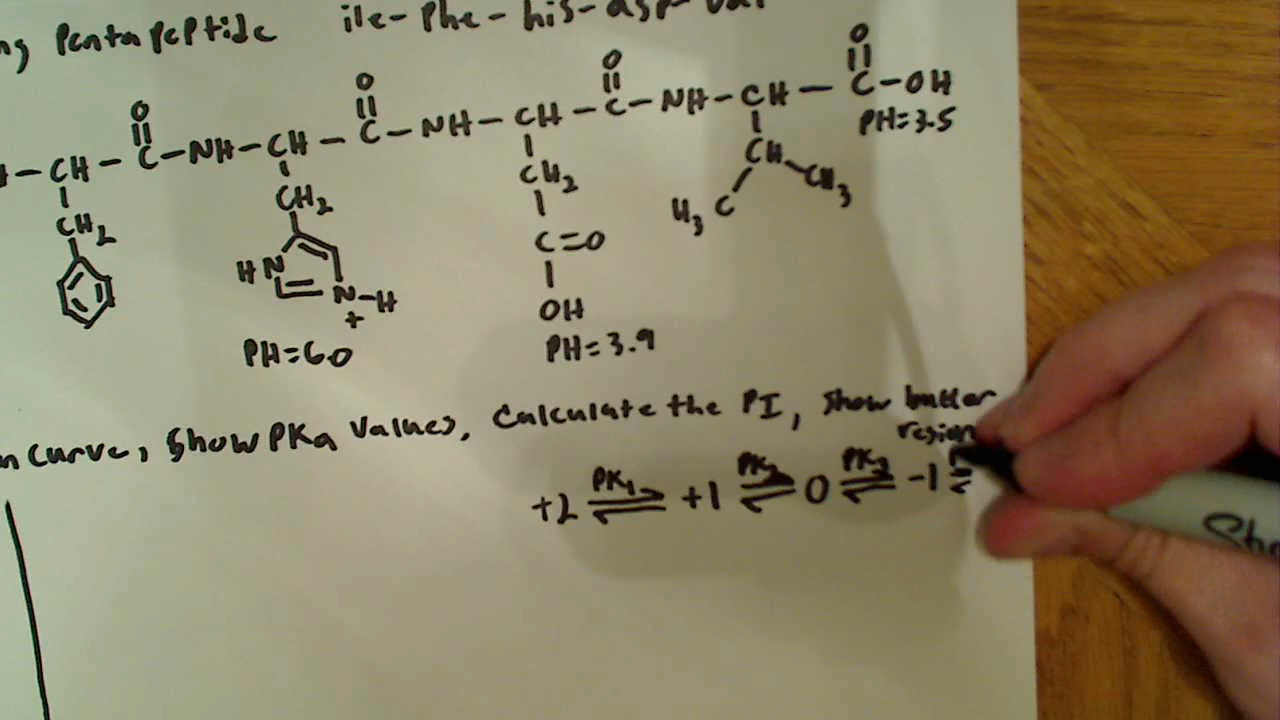 ng Pentapeptide ile-Phe-his-asp-val
O O O O
H-CH-C-NH-CH-C-NH-CH-C-NH-CH-C-OH
PH=3.5
CH2 CH2 CH2 CH
H3C CH3
HN N-H + C=O
OH
PH=6.0 PH=3.9
n curve, Show PKa values, Calculate the PI, Show buffer
region
+2 PK1 ⇌ +1 PK2 ⇌ 0 PK3 ⇌ -1 ⇌
Sha